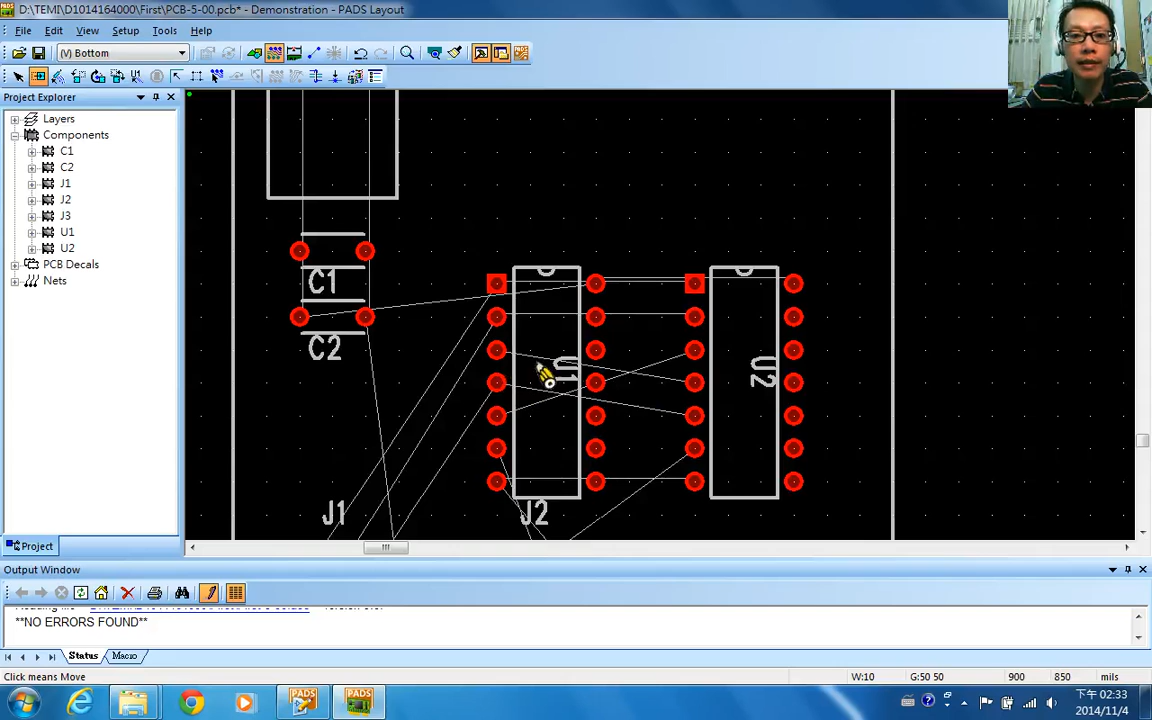 D:\TEMI\D1014164000\First\PCB-5-00.pcb* - Demonstration - PADS Layout
File Edit View Setup Tools Help
(V) Bottom
Project Explorer
Layers
Components
C1
C2
J1
J2
J3
U1
U2
PCB Decals
Nets
C1
C2
U1
U2
J1
J2
Project
Output Window
**NO ERRORS FOUND**
Status Macro
Click means Move
W:10 G:50 50 900 850 mils
下午 02:33
2014/11/4